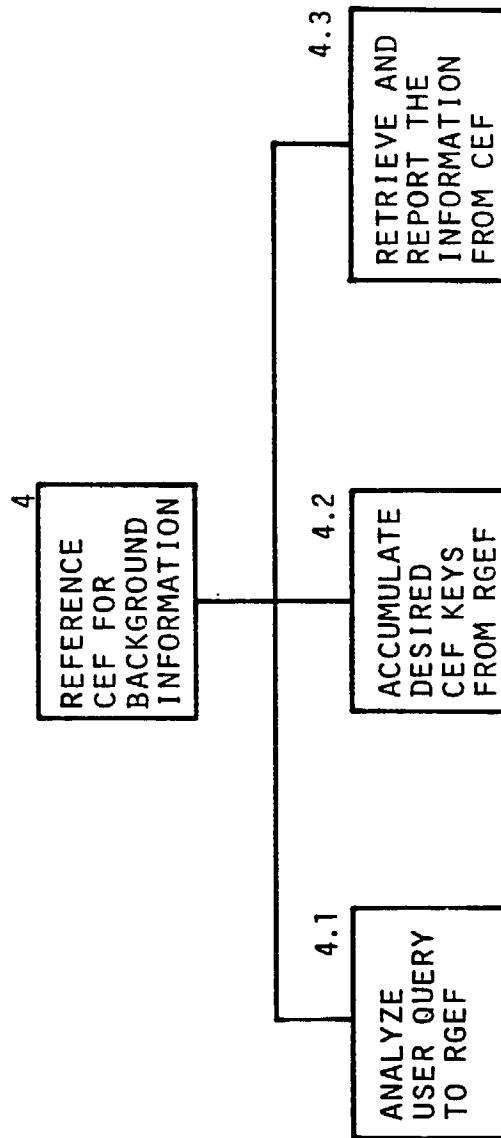 4
REFERENCE
CEF FOR
BACKGROUND
INFORMATION
4.1
ANALYZE
USER QUERY
TO RGEF
4.2
ACCUMULATE
DESIRED
CEF KEYS
FROM RGEF
4.3
RETRIEVE AND
REPORT THE
INFORMATION
FROM CEF